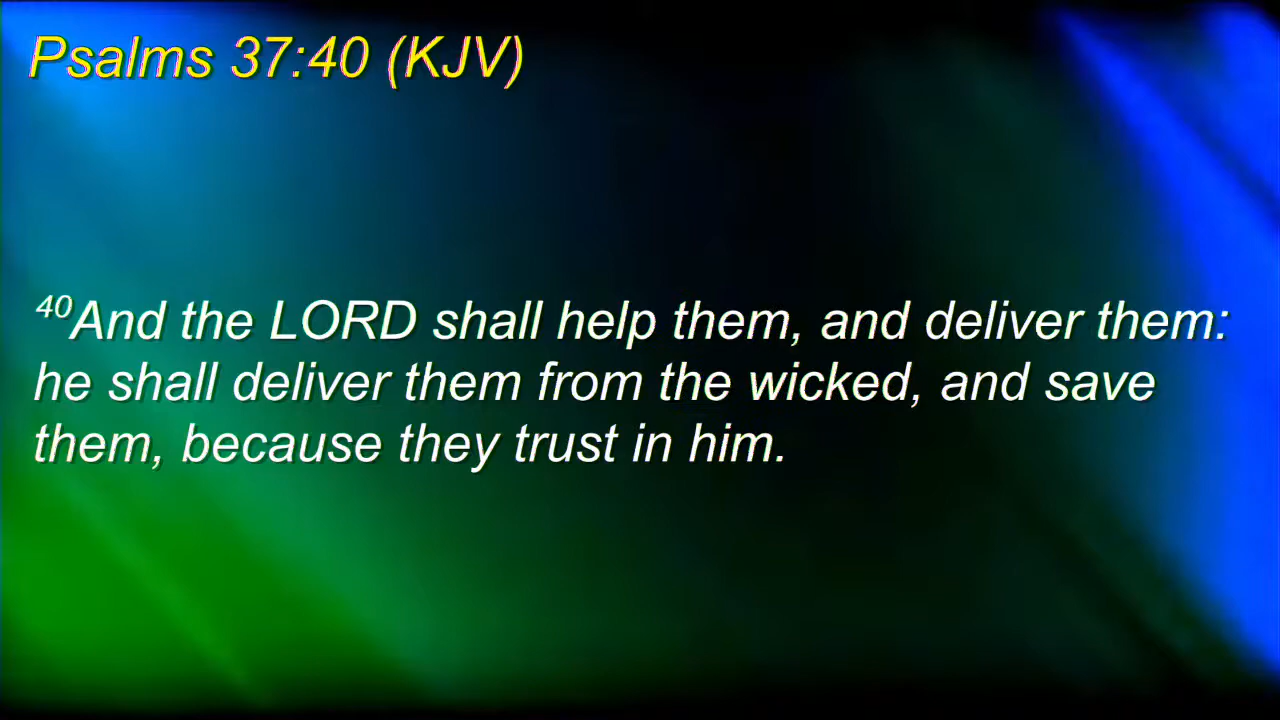 Psalms 37:40 (KJV)
⁴⁰And the LORD shall help them, and deliver them:
he shall deliver them from the wicked, and save
them, because they trust in him.